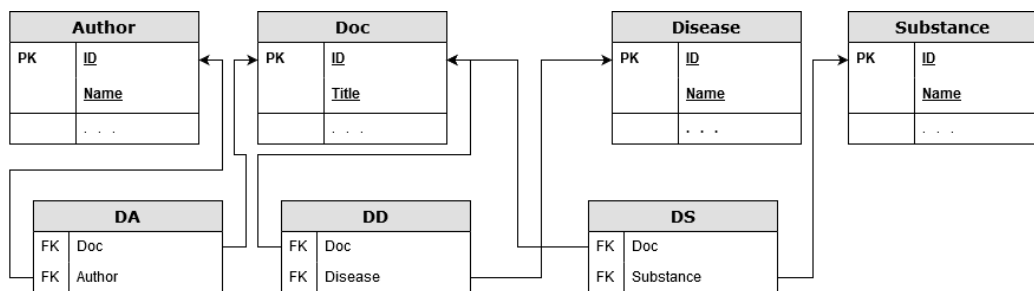 Author
PK ID
Name
. . .
Doc
PK ID
Title
. . .
Disease
PK ID
Name
. . .
Substance
PK ID
Name
. . .
DA
FK Doc
FK Author
DD
FK Doc
FK Disease
DS
FK Doc
FK Substance